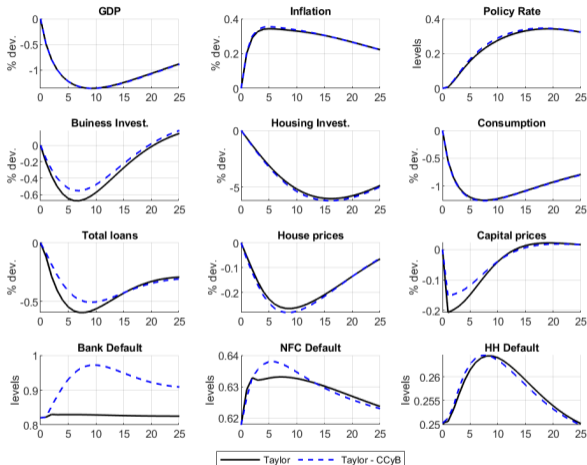 GDP Inflation Policy Rate
% dev. 0 -1 0 5 10 15 20 25
% dev. 0.4 0.2 0 0 5 10 15 20 25
levels 0.4 0.2 0 0 5 10 15 20 25
Buiness Invest. Housing Invest. Consumption
% dev. 0 -0.2 -0.4 -0.6 0 5 10 15 20 25
% dev. 0 -5 0 5 10 15 20 25
% dev. 0 -0.5 -1 0 5 10 15 20 25
Total loans House prices Capital prices
% dev. 0 -0.5 0 5 10 15 20 25
% dev. 0 -0.1 -0.2 0 5 10 15 20 25
% dev. 0 -0.1 -0.2 0 5 10 15 20 25
Bank Default NFC Default HH Default
levels 1 0.9 0.8 0 5 10 15 20 25
levels 0.64 0.63 0.62 0 5 10 15 20 25
levels 0.26 0.255 0.25 0 5 10 15 20 25
Taylor Taylor - CCyB